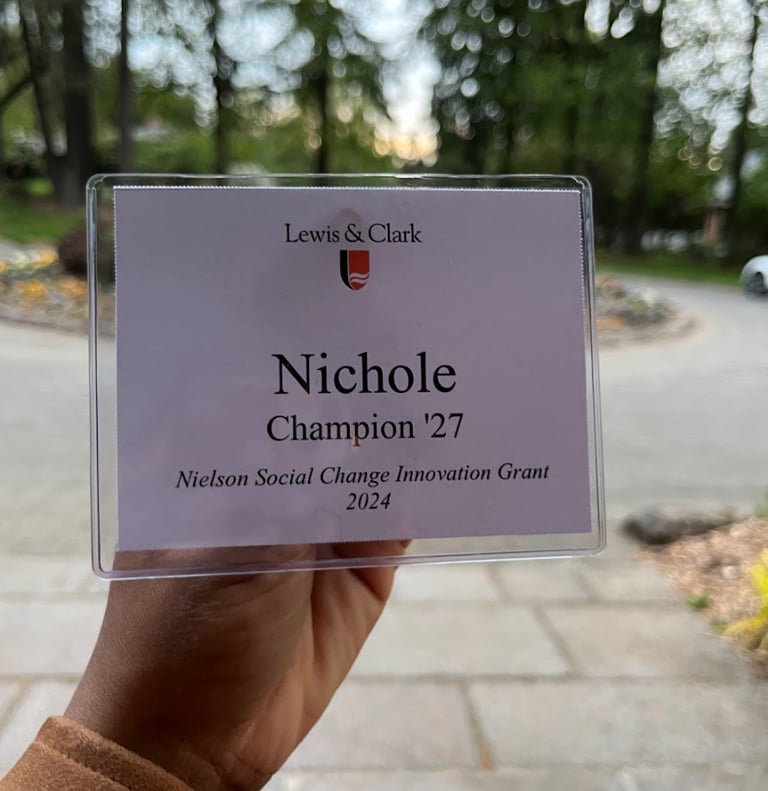 Lewis & Clark
Nichole
Champion '27
Nielson Social Change Innovation Grant
2024